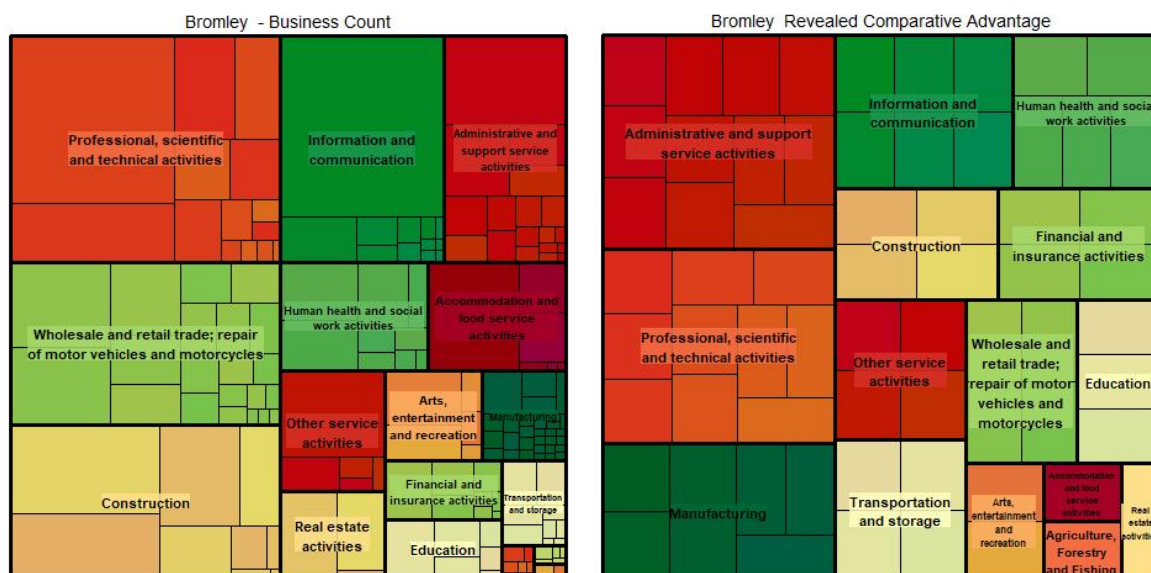 Bromley - Business Count
Professional, scientific
and technical activities
Information and
communication
Administrative and
support service
activities
Wholesale and retail trade; repair
of motor vehicles and motorcycles
Human health and social
work activities
Accommodation and
food service
activities
Construction
Other service
activities
Arts,
entertainment
and recreation
Manufacturing
Financial and
insurance activities
Transportation
and storage
Real estate
activities
Education
Bromley Revealed Comparative Advantage
Administrative and support
service activities
Information and
communication
Human health and social
work activities
Construction
Financial and
insurance activities
Professional, scientific
and technical activities
Other service
activities
Wholesale and
retail trade;
repair of motor
vehicles and
motorcycles
Education
Manufacturing
Transportation
and storage
Arts,
entertainment
and
recreation
Accommodation and food
service
activities
Real
estate
activities
Agriculture,
Forestry
and Fishing